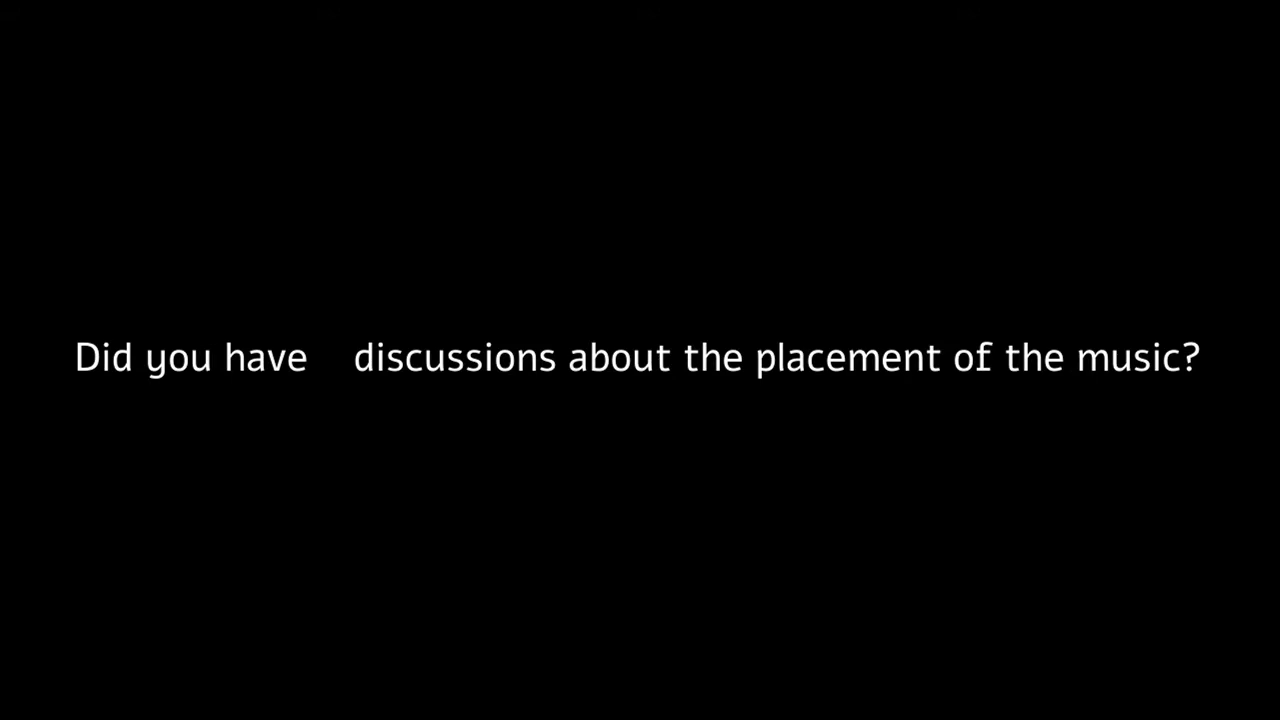 Did you have discussions about the placement of the music?